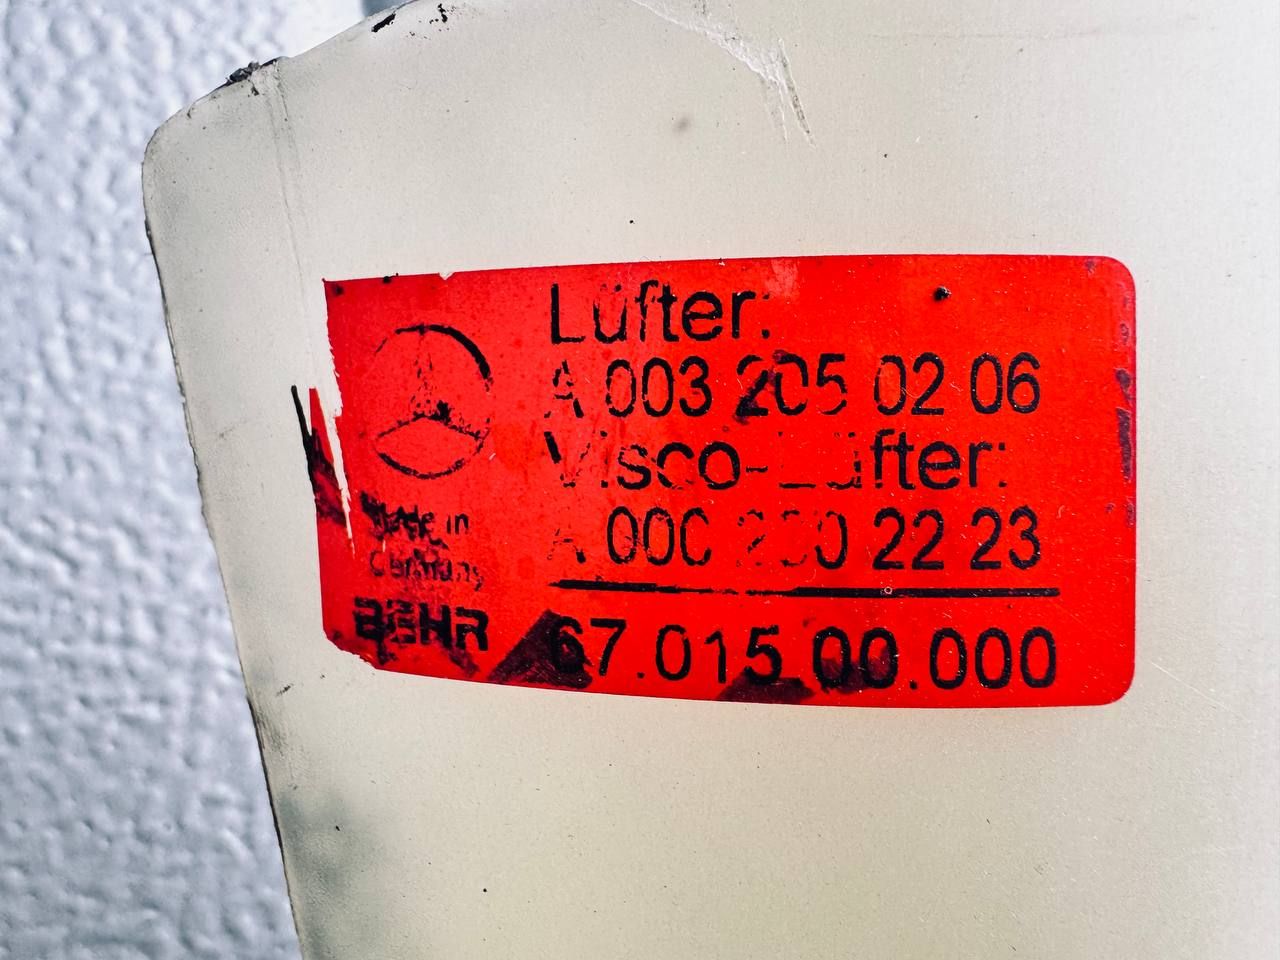 Lüfter:
A 003 205 02 06
Visco-Lüfter:
A 000 200 22 23
Made in
Germany
BEHR
67.015.00.000